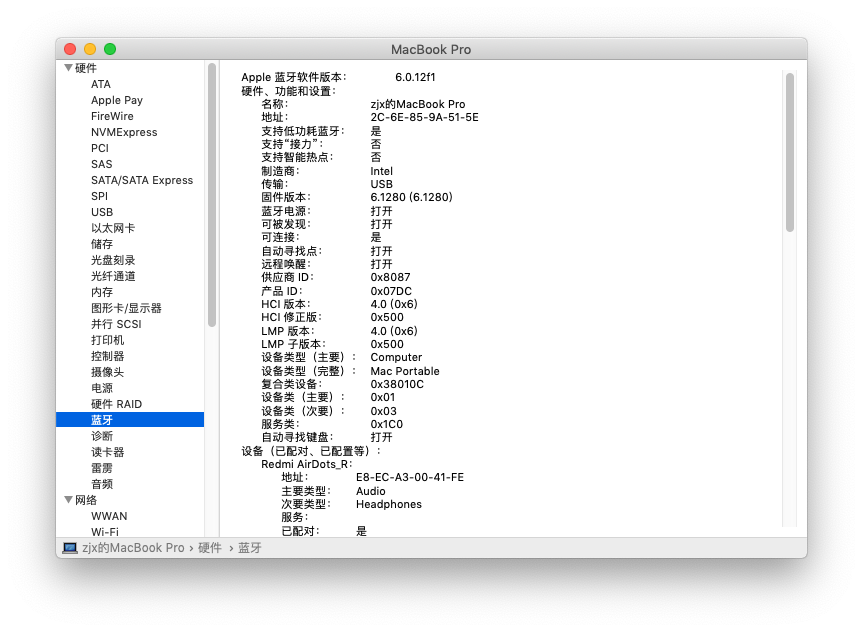 MacBook Pro
硬件
ATA
Apple Pay
FireWire
NVMExpress
PCI
SAS
SATA/SATA Express
SPI
USB
以太网卡
储存
光盘刻录
光纤通道
内存
图形卡/显示器
并行 SCSI
打印机
控制器
摄像头
电源
硬件 RAID
蓝牙
诊断
读卡器
雷雳
音频
网络
WWAN
Wi-Fi
Apple 蓝牙软件版本： 6.0.12f1
硬件、功能和设置：
名称： zjx的MacBook Pro
地址： 2C-6E-85-9A-51-5E
支持低功耗蓝牙： 是
支持“接力”： 否
支持智能热点： 否
制造商： Intel
传输： USB
固件版本： 6.1280 (6.1280)
蓝牙电源： 打开
可被发现： 打开
可连接： 是
自动寻找点： 打开
远程唤醒： 打开
供应商 ID： 0x8087
产品 ID： 0x07DC
HCI 版本： 4.0 (0x6)
HCI 修正版： 0x500
LMP 版本： 4.0 (0x6)
LMP 子版本： 0x500
设备类型（主要）： Computer
设备类型（完整）： Mac Portable
复合类设备： 0x38010C
设备类（主要）： 0x01
设备类（次要）： 0x03
服务类： 0x1C0
自动寻找键盘： 打开
设备（已配对、已配置等）：
Redmi AirDots_R：
地址： E8-EC-A3-00-41-FE
主要类型： Audio
次要类型： Headphones
服务：
已配对： 是
zjx的MacBook Pro › 硬件 › 蓝牙